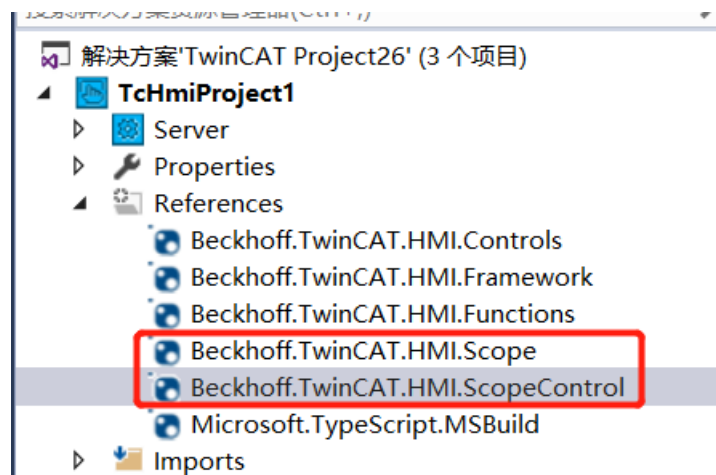 解决方案'TwinCAT Project26' (3 个项目)
TcHmiProject1
Server
Properties
References
Beckhoff.TwinCAT.HMI.Controls
Beckhoff.TwinCAT.HMI.Framework
Beckhoff.TwinCAT.HMI.Functions
Beckhoff.TwinCAT.HMI.Scope
Beckhoff.TwinCAT.HMI.ScopeControl
Microsoft.TypeScript.MSBuild
Imports